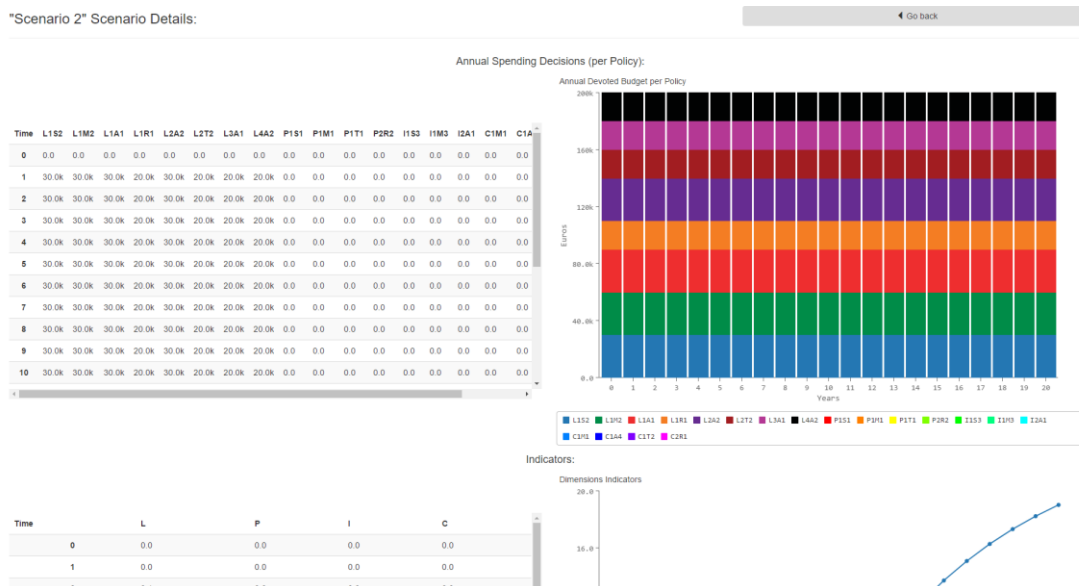 "Scenario 2" Scenario Details:
Go back
Annual Spending Decisions (per Policy):
Time L1S2 L1M2 L1A1 L1R1 L2A2 L2T2 L3A1 L4A2 P1S1 P1M1 P1T1 P2R2 I1S3 I1M3 I2A1 C1M1 C1A
0 0.0 0.0 0.0 0.0 0.0 0.0 0.0 0.0 0.0 0.0 0.0 0.0 0.0 0.0 0.0 0.0 0.0
1 30.0k 30.0k 30.0k 20.0k 30.0k 20.0k 20.0k 20.0k 0.0 0.0 0.0 0.0 0.0 0.0 0.0 0.0 0.0
2 30.0k 30.0k 30.0k 20.0k 30.0k 20.0k 20.0k 20.0k 0.0 0.0 0.0 0.0 0.0 0.0 0.0 0.0 0.0
3 30.0k 30.0k 30.0k 20.0k 30.0k 20.0k 20.0k 20.0k 0.0 0.0 0.0 0.0 0.0 0.0 0.0 0.0 0.0
4 30.0k 30.0k 30.0k 20.0k 30.0k 20.0k 20.0k 20.0k 0.0 0.0 0.0 0.0 0.0 0.0 0.0 0.0 0.0
5 30.0k 30.0k 30.0k 20.0k 30.0k 20.0k 20.0k 20.0k 0.0 0.0 0.0 0.0 0.0 0.0 0.0 0.0 0.0
6 30.0k 30.0k 30.0k 20.0k 30.0k 20.0k 20.0k 20.0k 0.0 0.0 0.0 0.0 0.0 0.0 0.0 0.0 0.0
7 30.0k 30.0k 30.0k 20.0k 30.0k 20.0k 20.0k 20.0k 0.0 0.0 0.0 0.0 0.0 0.0 0.0 0.0 0.0
8 30.0k 30.0k 30.0k 20.0k 30.0k 20.0k 20.0k 20.0k 0.0 0.0 0.0 0.0 0.0 0.0 0.0 0.0 0.0
9 30.0k 30.0k 30.0k 20.0k 30.0k 20.0k 20.0k 20.0k 0.0 0.0 0.0 0.0 0.0 0.0 0.0 0.0 0.0
10 30.0k 30.0k 30.0k 20.0k 30.0k 20.0k 20.0k 20.0k 0.0 0.0 0.0 0.0 0.0 0.0 0.0 0.0 0.0
Annual Devoted Budget per Policy
200k
160k
120k
80.0k
40.0k
0.0
Euros
0 1 2 3 4 5 6 7 8 9 10 11 12 13 14 15 16 17 18 19 20
Years
L1S2 L1M2 L1A1 L1R1 L2A2 L2T2 L3A1 L4A2 P1S1 P1M1 P1T1 P2R2 I1S3 I1M3 I2A1
C1M1 C1A4 C1T2 C2R1
Indicators:
Time L P I C
0 0.0 0.0 0.0 0.0
1 0.0 0.0 0.0 0.0
Dimensions Indicators
20.0
16.0